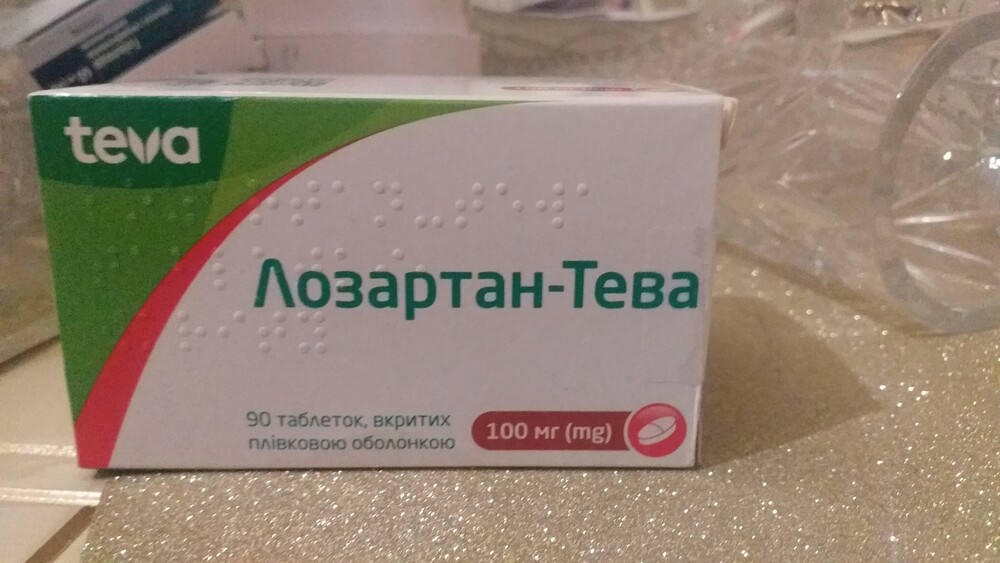 teva
Лозартан-Тева
90 таблеток, вкритих
плівковою оболонкою
100 мг (mg)